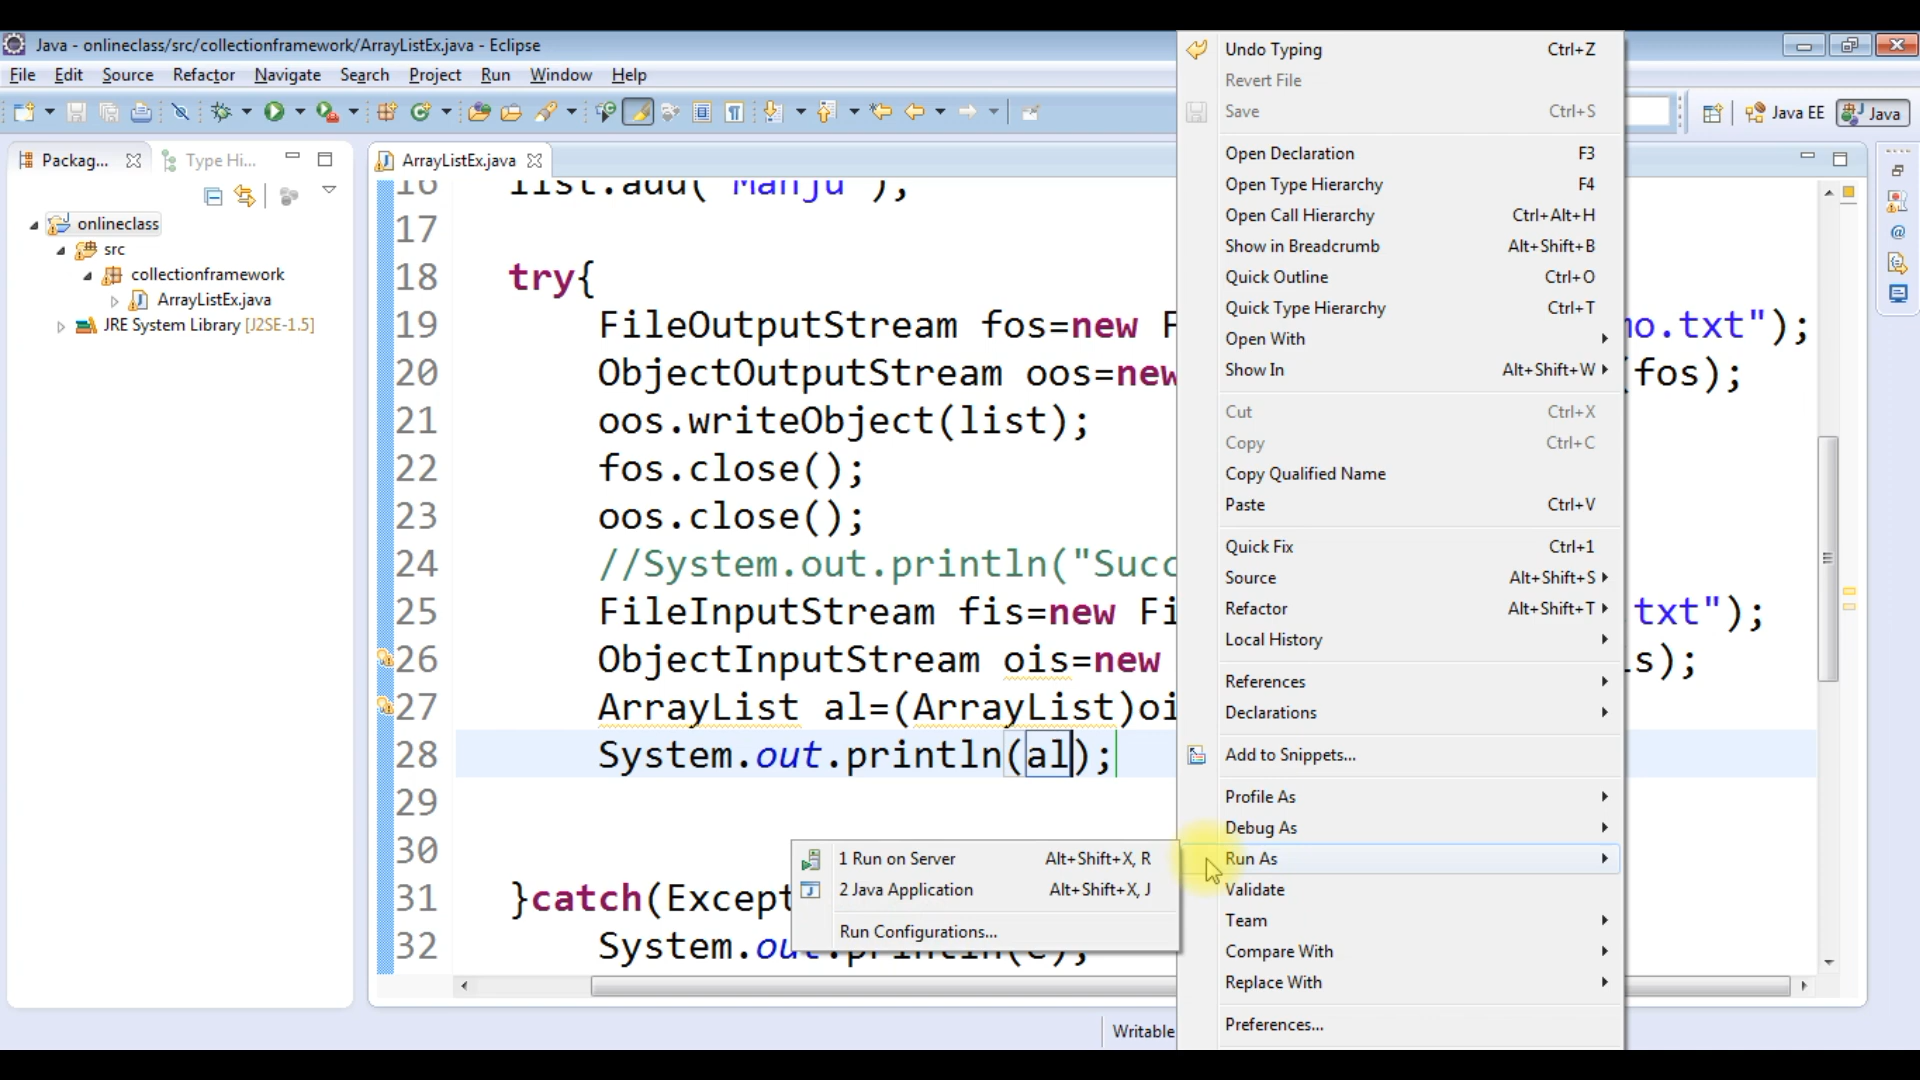 Java - onlineclass/src/collectionframework/ArrayListEx.java - Eclipse
File Edit Source Refactor Navigate Search Project Run Window Help
Java EE Java
Packag... Type Hi...
onlineclass
src
collectionframework
ArrayListEx.java
JRE System Library [J2SE-1.5]
ArrayListEx.java
16 list.add("Manju");
17
18 try{
19 FileOutputStream fos=new F mo.txt");
20 ObjectOutputStream oos=new (fos);
21 oos.writeObject(list);
22 fos.close();
23 oos.close();
24 //System.out.println("Succ
25 FileInputStream fis=new Fi .txt");
26 ObjectInputStream ois=new is);
27 ArrayList al=(ArrayList)oi
28 System.out.println(al);
29
30
31 }catch(Except
32 System.out.println(e);
Writable
Undo Typing Ctrl+Z
Revert File
Save Ctrl+S
Open Declaration F3
Open Type Hierarchy F4
Open Call Hierarchy Ctrl+Alt+H
Show in Breadcrumb Alt+Shift+B
Quick Outline Ctrl+O
Quick Type Hierarchy Ctrl+T
Open With
Show In Alt+Shift+W
Cut Ctrl+X
Copy Ctrl+C
Copy Qualified Name
Paste Ctrl+V
Quick Fix Ctrl+1
Source Alt+Shift+S
Refactor Alt+Shift+T
Local History
References
Declarations
Add to Snippets...
Profile As
Debug As
Run As
Validate
Team
Compare With
Replace With
Preferences...
1 Run on Server Alt+Shift+X, R
2 Java Application Alt+Shift+X, J
Run Configurations...